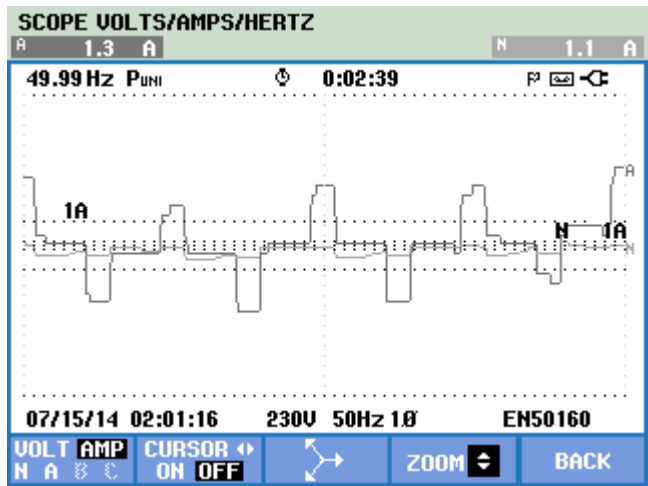 SCOPE VOLTS/AMPS/HERTZ
A 1.3 A N 1.1 A
49.99 Hz PUNI 0:02:39
A
1A N 1A
N
07/15/14 02:01:16 230V 50Hz 1Ø EN50160
VOLT AMP CURSOR ZOOM BACK
N A B C ON OFF